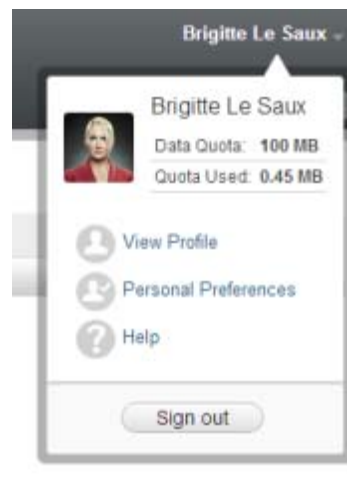 Brigitte Le Saux
Brigitte Le Saux
Data Quota: 100 MB
Quota Used: 0.45 MB
View Profile
Personal Preferences
Help
Sign out